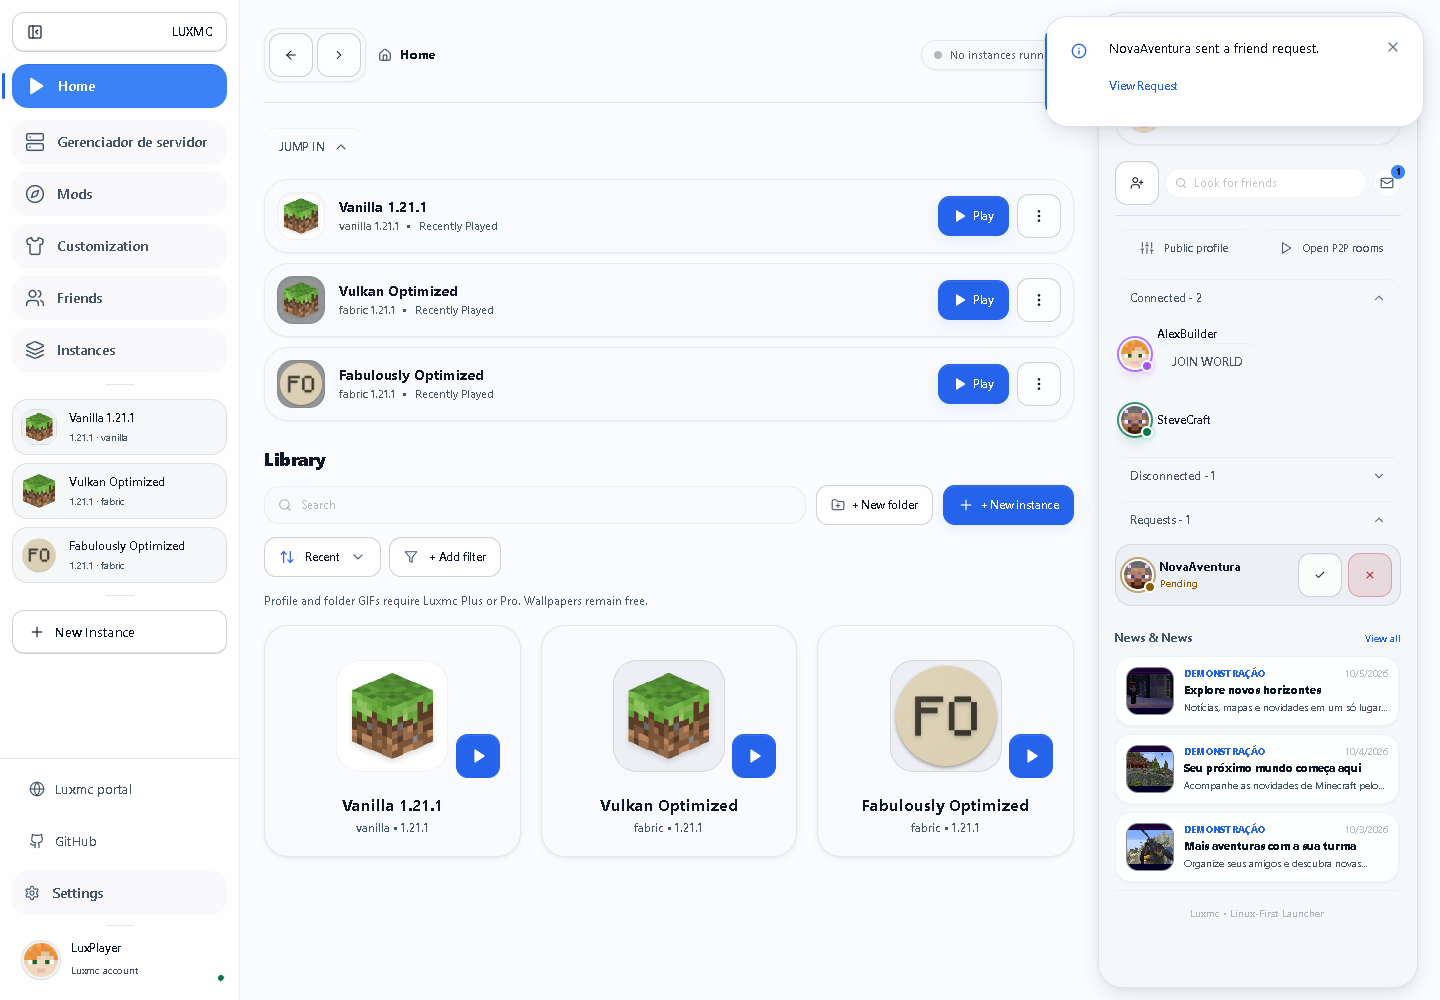 LUXMC
Home
Gerenciador de servidor
Mods
Customization
Friends
Instances
Vanilla 1.21.1
1.21.1 · vanilla
Vulkan Optimized
1.21.1 · fabric
FO
Fabulously Optimized
1.21.1 · fabric
New Instance
Luxmc portal
GitHub
Settings
LuxPlayer
Luxmc account
Home
No instances runn
JUMP IN
Vanilla 1.21.1
vanilla 1.21.1 • Recently Played
Play
Vulkan Optimized
fabric 1.21.1 • Recently Played
Play
FO
Fabulously Optimized
fabric 1.21.1 • Recently Played
Play
Library
Search
+ New folder
+ New instance
Recent
+ Add filter
Profile and folder GIFs require Luxmc Plus or Pro. Wallpapers remain free.
Vanilla 1.21.1
vanilla • 1.21.1
Vulkan Optimized
fabric • 1.21.1
FO
Fabulously Optimized
fabric • 1.21.1
NovaAventura sent a friend request.
View Request
Look for friends
1
Public profile
Open P2P rooms
Connected - 2
AlexBuilder
JOIN WORLD
SteveCraft
Disconnected - 1
Requests - 1
NovaAventura
Pending
News & News
View all
DEMONSTRAÇÃO 10/5/2026
Explore novos horizontes
Notícias, mapas e novidades em um só lugar...
DEMONSTRAÇÃO 10/4/2026
Seu próximo mundo começa aqui
Acompanhe as novidades de Minecraft pelo...
DEMONSTRAÇÃO 10/3/2026
Mais aventuras com a sua turma
Organize seus amigos e descubra novas...
Luxmc • Linux-First Launcher